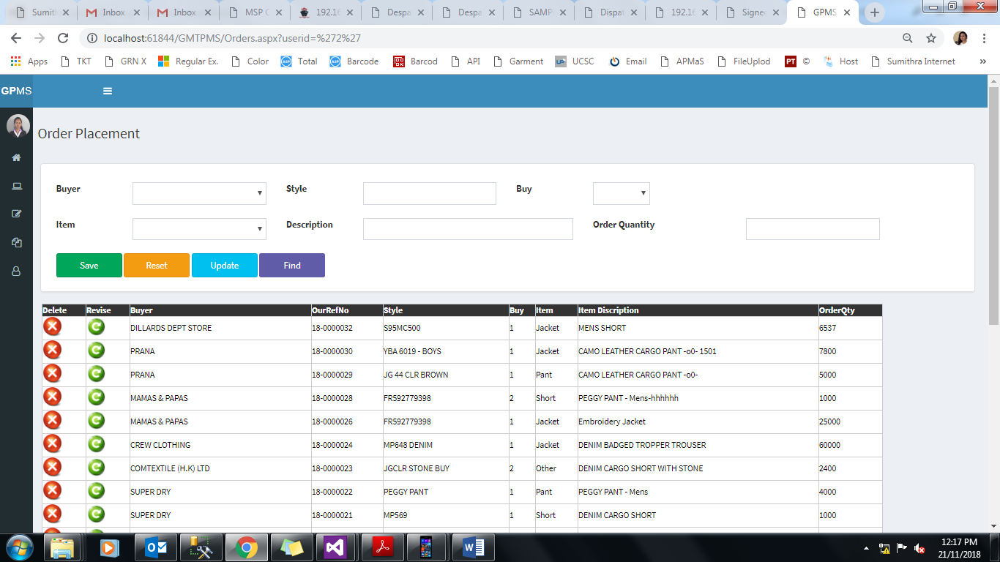 Sumith Inbox Inbox MSP C 192.16 Despa Despa SAMP Dispat 192.16 Signed GPMS
localhost:61844/GMTPMS/Orders.aspx?userid=%272%27
Apps TKT GRN X Regular Ex. Color Total Barcode Barcod API Garment UCSC Email APMaS FileUplod PT © Host Sumithra Internet »
GPMS
Order Placement
Buyer Style Buy
Item Description Order Quantity
Save Reset Update Find
Delete Revise Buyer OurRefNo Style Buy Item Item Discription OrderQty
DILLARDS DEPT STORE 18-0000032 S95MC500 1 Jacket MENS SHORT 6537
PRANA 18-0000030 YBA 6019 - BOYS 1 Jacket CAMO LEATHER CARGO PANT -o0- 1501 7800
PRANA 18-0000029 JG 44 CLR BROWN 1 Pant CAMO LEATHER CARGO PANT -o0- 5000
MAMAS & PAPAS 18-0000028 FR592779398 2 Short PEGGY PANT - Mens-hhhhhh 1000
MAMAS & PAPAS 18-0000026 FR592779398 1 Jacket Embroidery Jacket 25000
CREW CLOTHING 18-0000024 MP648 DENIM 1 Jacket DENIM BADGED TROPPER TROUSER 60000
COMTEXTILE (H.K) LTD 18-0000023 JGCLR STONE BUY 2 Other DENIM CARGO SHORT WITH STONE 2400
SUPER DRY 18-0000022 PEGGY PANT 1 Pant PEGGY PANT - Mens 4000
SUPER DRY 18-0000021 MP569 1 Short DENIM CARGO SHORT 1000
12:17 PM
21/11/2018